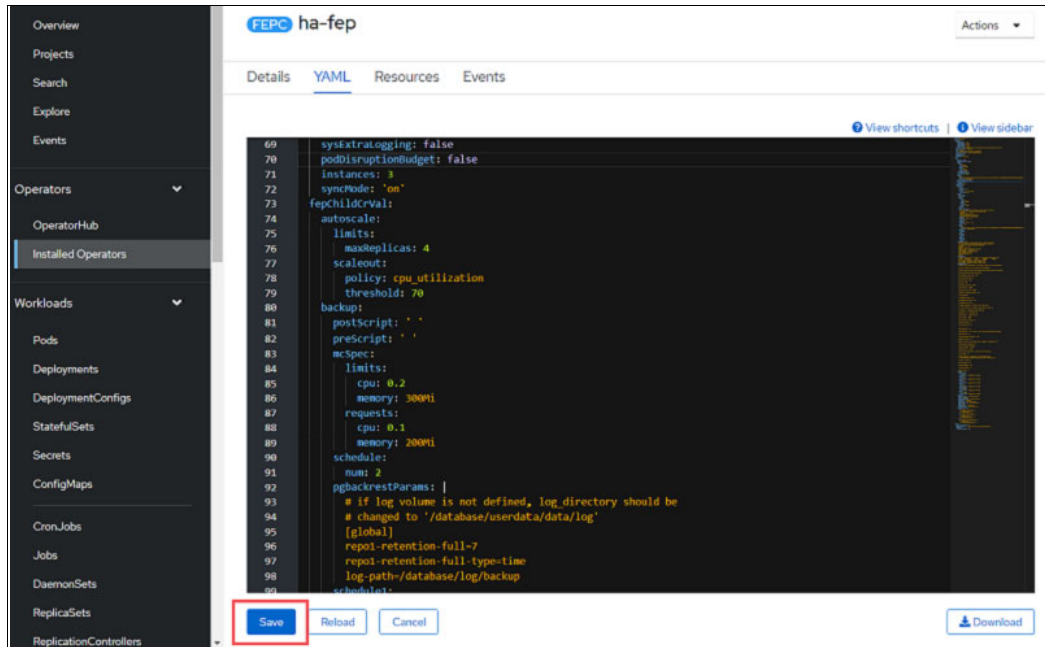 Overview
Projects
Search
Explore
Events
Operators
OperatorHub
Installed Operators
Workloads
Pods
Deployments
DeploymentConfigs
StatefulSets
Secrets
ConfigMaps
CronJobs
Jobs
DaemonSets
ReplicaSets
ReplicationControllers
FEPC ha-fep
Actions
Details YAML Resources Events
View shortcuts | View sidebar
69 sysExtraLogging: false
70 podDisruptionBudget: false
71 instances: 3
72 syncMode: 'on'
73 fepChildCrVal:
74 autoscale:
75 limits:
76 maxReplicas: 4
77 scaleout:
78 policy: cpu_utilization
79 threshold: 70
80 backup:
81 postScript: ' '
82 preScript: ' '
83 mcSpec:
84 limits:
85 cpu: 0.2
86 memory: 300Mi
87 requests:
88 cpu: 0.1
89 memory: 200Mi
90 schedule:
91 num: 2
92 pgbackrestParams: |
93 # if log volume is not defined, log_directory should be
94 # changed to '/database/userdata/data/log'
95 [global]
96 repo1-retention-full=7
97 repo1-retention-full-type=time
98 log-path=/database/log/backup
99 schedule1:
Save Reload Cancel Download